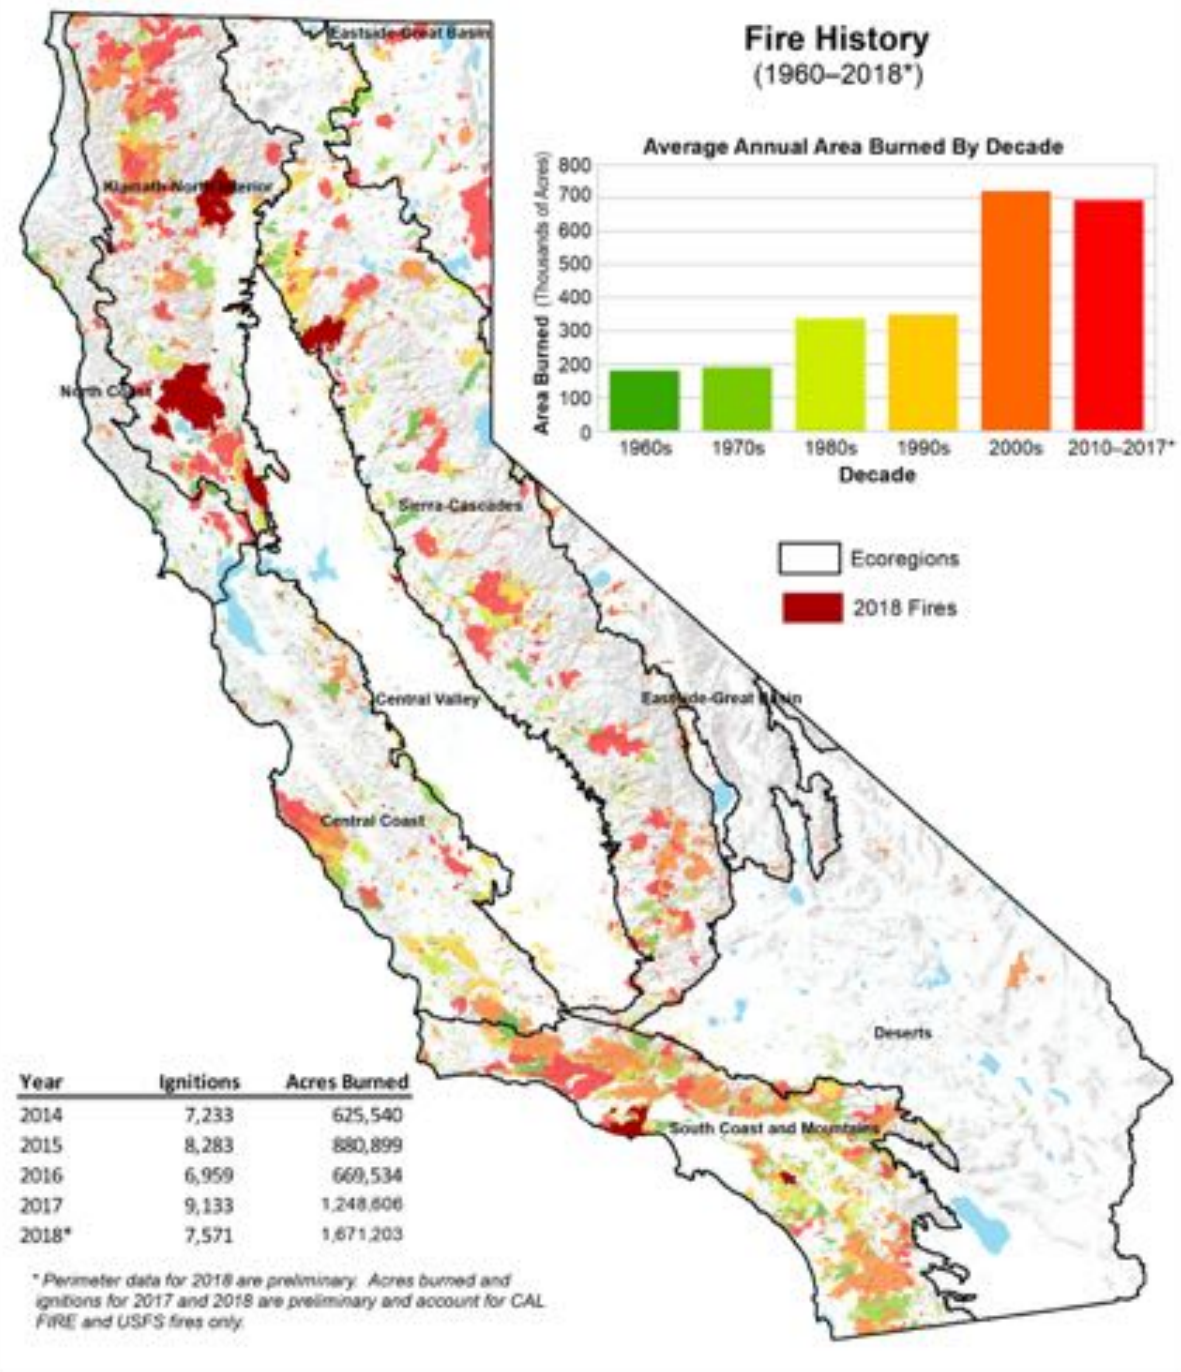 Fire History
(1960–2018*)
Eastside-Great Basin
Klamath-North Interior
North Coast
Sierra-Cascades
Central Valley
Eastside-Great Basin
Central Coast
Deserts
South Coast and Mountains
Average Annual Area Burned By Decade
Area Burned (Thousands of Acres)
800
700
600
500
400
300
200
100
0
1960s 1970s 1980s 1990s 2000s 2010–2017*
Decade
Ecoregions
2018 Fires
Year Ignitions Acres Burned
2014 7,233 625,540
2015 8,283 880,899
2016 6,959 669,534
2017 9,133 1,248,606
2018* 7,571 1,671,203
* Perimeter data for 2018 are preliminary. Acres burned and
ignitions for 2017 and 2018 are preliminary and account for CAL
FIRE and USFS fires only.